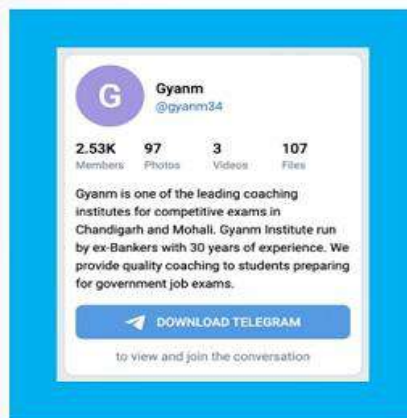 G
Gyanm
@gyanm34
2.53K 97 3 107
Members Photos Videos Files
Gyanm is one of the leading coaching
institutes for competitive exams in
Chandigarh and Mohali. Gyanm Institute run
by ex-Bankers with 30 years of experience. We
provide quality coaching to students preparing
for government job exams.
DOWNLOAD TELEGRAM
to view and join the conversation